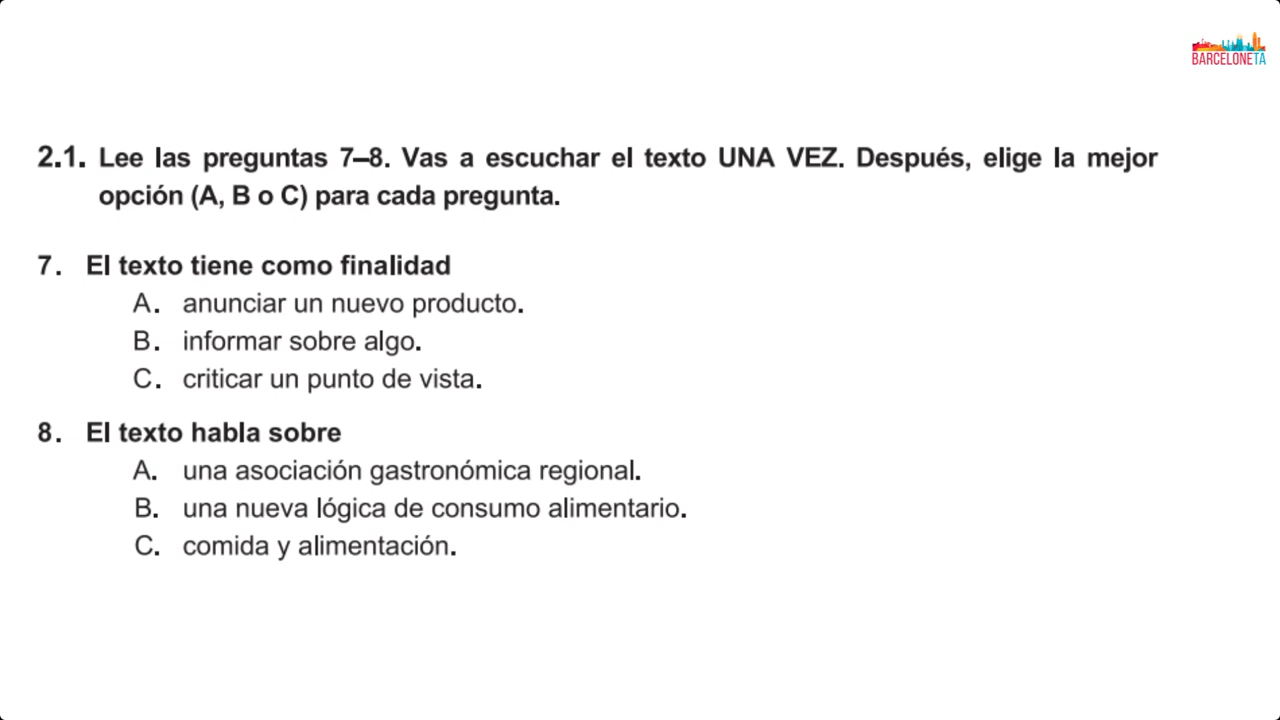 BARCELONETA
2.1. Lee las preguntas 7–8. Vas a escuchar el texto UNA VEZ. Después, elige la mejor
opción (A, B o C) para cada pregunta.
7. El texto tiene como finalidad
A. anunciar un nuevo producto.
B. informar sobre algo.
C. criticar un punto de vista.
8. El texto habla sobre
A. una asociación gastronómica regional.
B. una nueva lógica de consumo alimentario.
C. comida y alimentación.